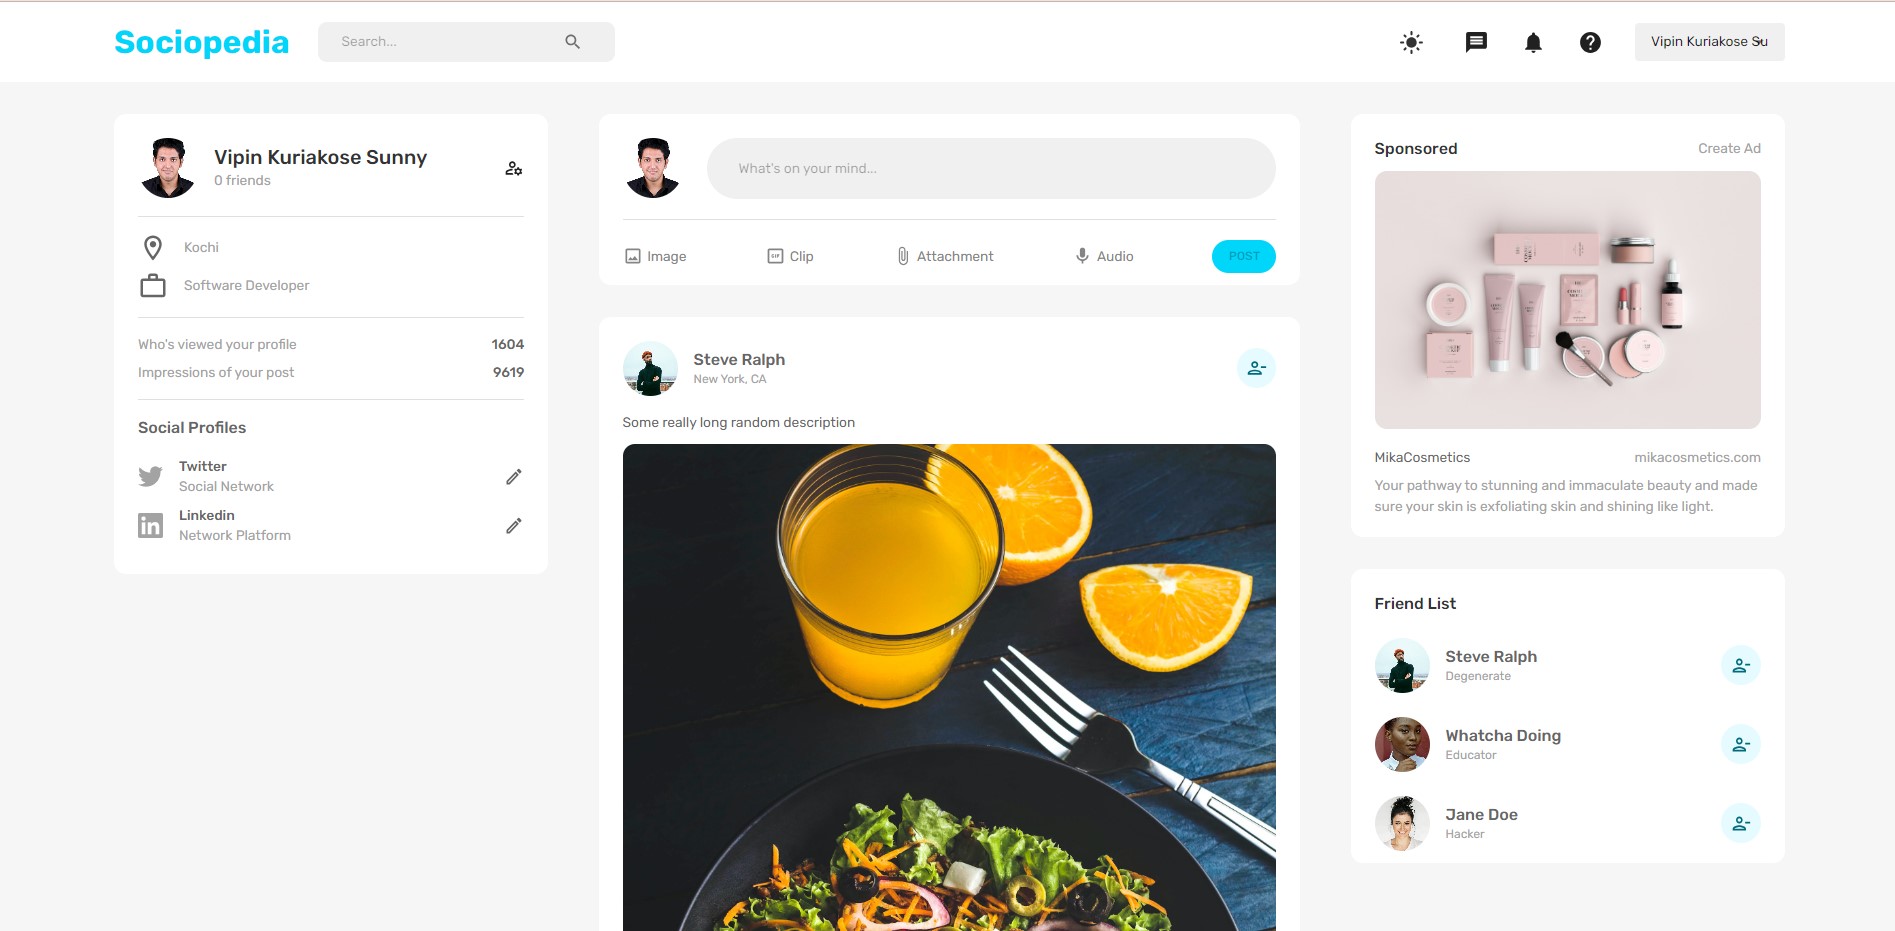 Sociopedia
Search...
Vipin Kuriakose Su
Vipin Kuriakose Sunny
0 friends
Kochi
Software Developer
Who's viewed your profile 1604
Impressions of your post 9619
Social Profiles
Twitter
Social Network
Linkedin
Network Platform
What's on your mind...
Image Clip Attachment Audio POST
Steve Ralph
New York, CA
Some really long random description
Sponsored Create Ad
MikaCosmetics mikacosmetics.com
Your pathway to stunning and immaculate beauty and made
sure your skin is exfoliating skin and shining like light.
Friend List
Steve Ralph
Degenerate
Whatcha Doing
Educator
Jane Doe
Hacker